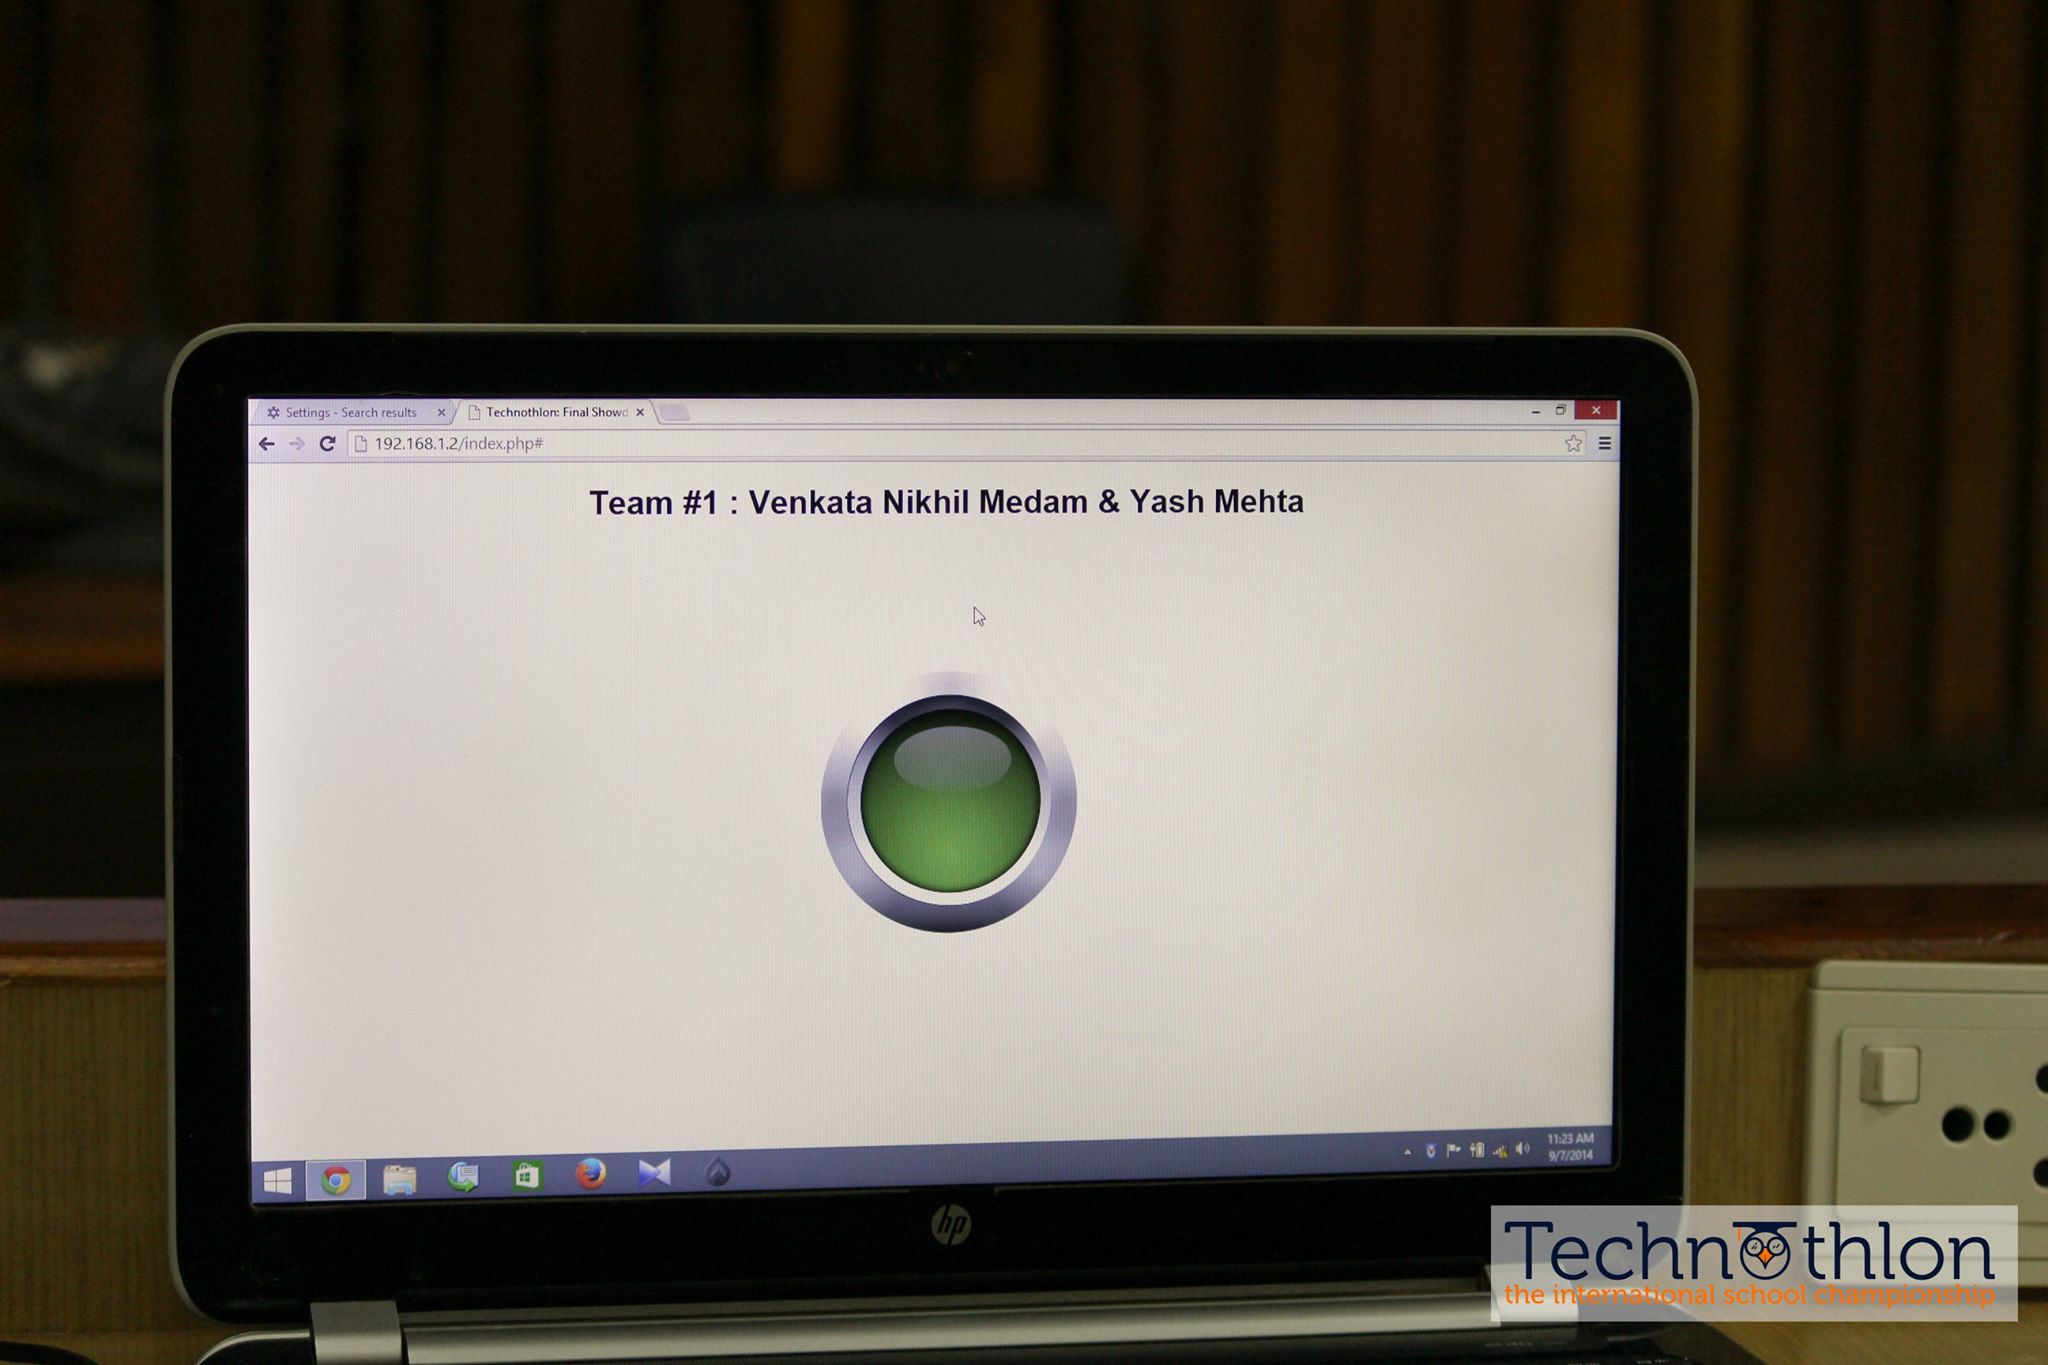 Settings - Search results
Technothlon: Final Showd
192.168.1.2/index.php#
Team #1 : Venkata Nikhil Medam & Yash Mehta
11:23 AM
9/7/2014
hp
Technothlon
the international school championship